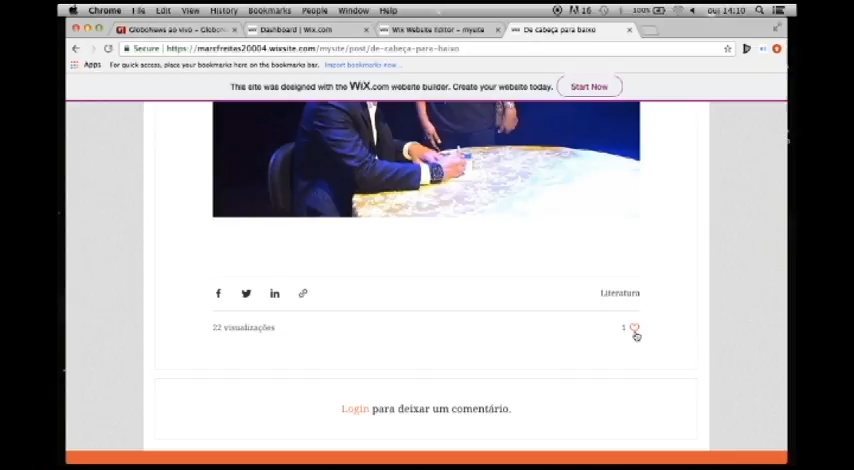 Chrome File Edit View History Bookmarks People Window Help 16 100% qui 14:10
GloboNews ao vivo – Globo Dashboard | Wix.com Wix Website Editor – mysite De cabeça para baixo
Secure https://marcfreitas20004.wixsite.com/mysite/post/de-cabeça-para-baixo
Apps For quick access, place your bookmarks here on the bookmarks bar. Import bookmarks now...
This site was designed with the WiX.com website builder. Create your website today. Start Now
Literatura
22 visualizações 1
Login para deixar um comentário.